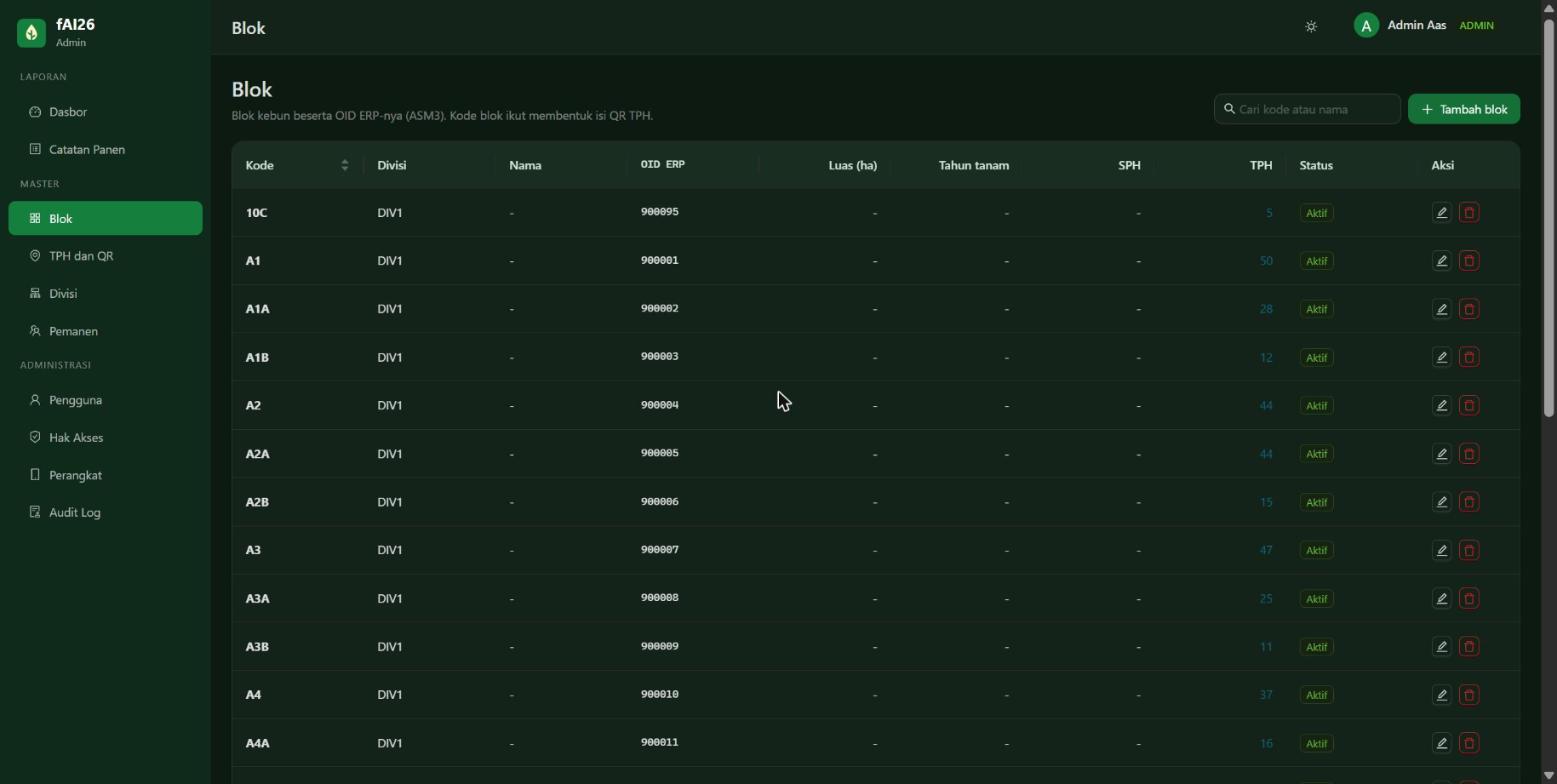 fAI26
Admin
LAPORAN
Dasbor
Catatan Panen
MASTER
Blok
TPH dan QR
Divisi
Pemanen
ADMINISTRASI
Pengguna
Hak Akses
Perangkat
Audit Log
Blok
A Admin Aas ADMIN
Blok
Blok kebun beserta OID ERP-nya (ASM3). Kode blok ikut membentuk isi QR TPH.
Cari kode atau nama
+ Tambah blok
Kode Divisi Nama OID ERP Luas (ha) Tahun tanam SPH TPH Status Aksi
10C DIV1 - 900095 - - - 5 Aktif
A1 DIV1 - 900001 - - - 50 Aktif
A1A DIV1 - 900002 - - - 28 Aktif
A1B DIV1 - 900003 - - - 12 Aktif
A2 DIV1 - 900004 - - - 44 Aktif
A2A DIV1 - 900005 - - - 44 Aktif
A2B DIV1 - 900006 - - - 15 Aktif
A3 DIV1 - 900007 - - - 47 Aktif
A3A DIV1 - 900008 - - - 25 Aktif
A3B DIV1 - 900009 - - - 11 Aktif
A4 DIV1 - 900010 - - - 37 Aktif
A4A DIV1 - 900011 - - - 16 Aktif